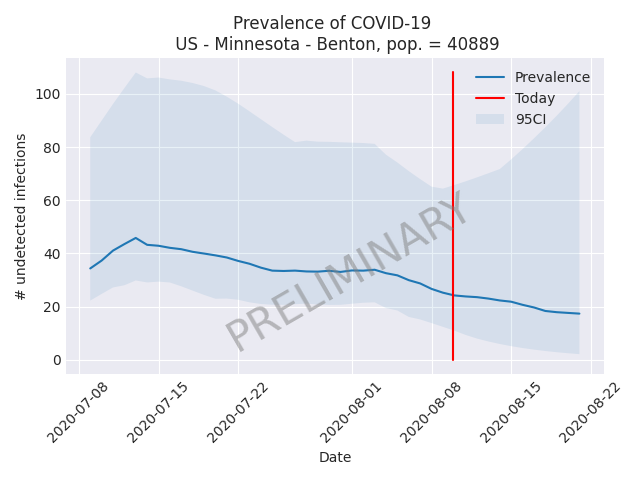 Prevalence of COVID-19
US - Minnesota - Benton, pop. = 40889
Prevalence
Today
95CI
# undetected infections
100
80
60
40
20
0
PRELIMINARY
2020-07-08
2020-07-15
2020-07-22
2020-08-01
2020-08-08
2020-08-15
2020-08-22
Date